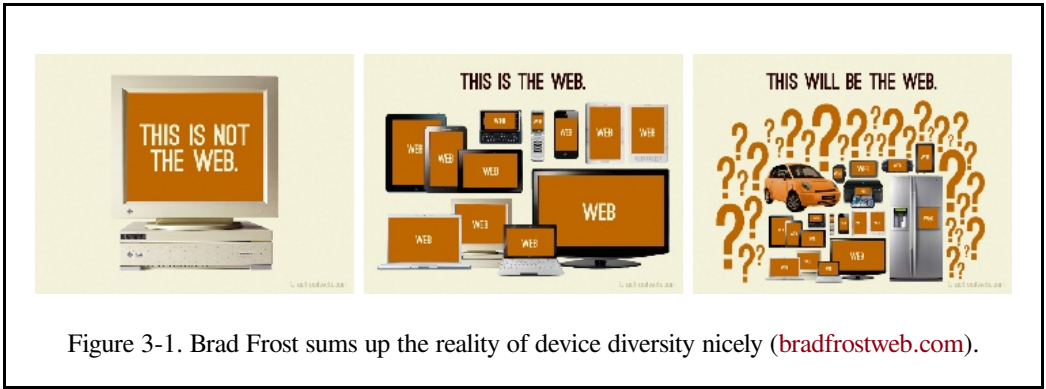 THIS IS NOT
THE WEB.
THIS IS THE WEB.
WEB
WEB
WEB
WEB
WEB
WEB
WEB
WEB
WEB
WEB
WEB
WEB
THIS WILL BE THE WEB.
WEB
WEB
Figure 3-1. Brad Frost sums up the reality of device diversity nicely (bradfrostweb.com).